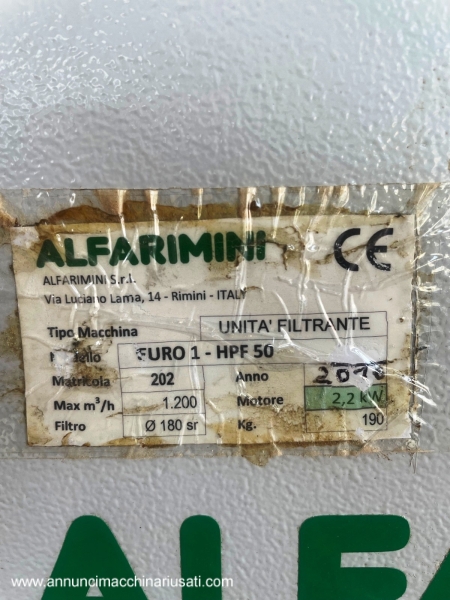 ALFARIMINI
CE
ALFARIMINI S.r.l.
Via Luciano Lama, 14 - Rimini - ITALY
Tipo Macchina UNITA' FILTRANTE
Modello EURO 1 - HPF 50
Matricola 202 Anno
Max m³/h 1.200 Motore 2,2 kW
Filtro Ø 180 sr Kg. 190
ALFA
www.annuncimacchinariusati.com